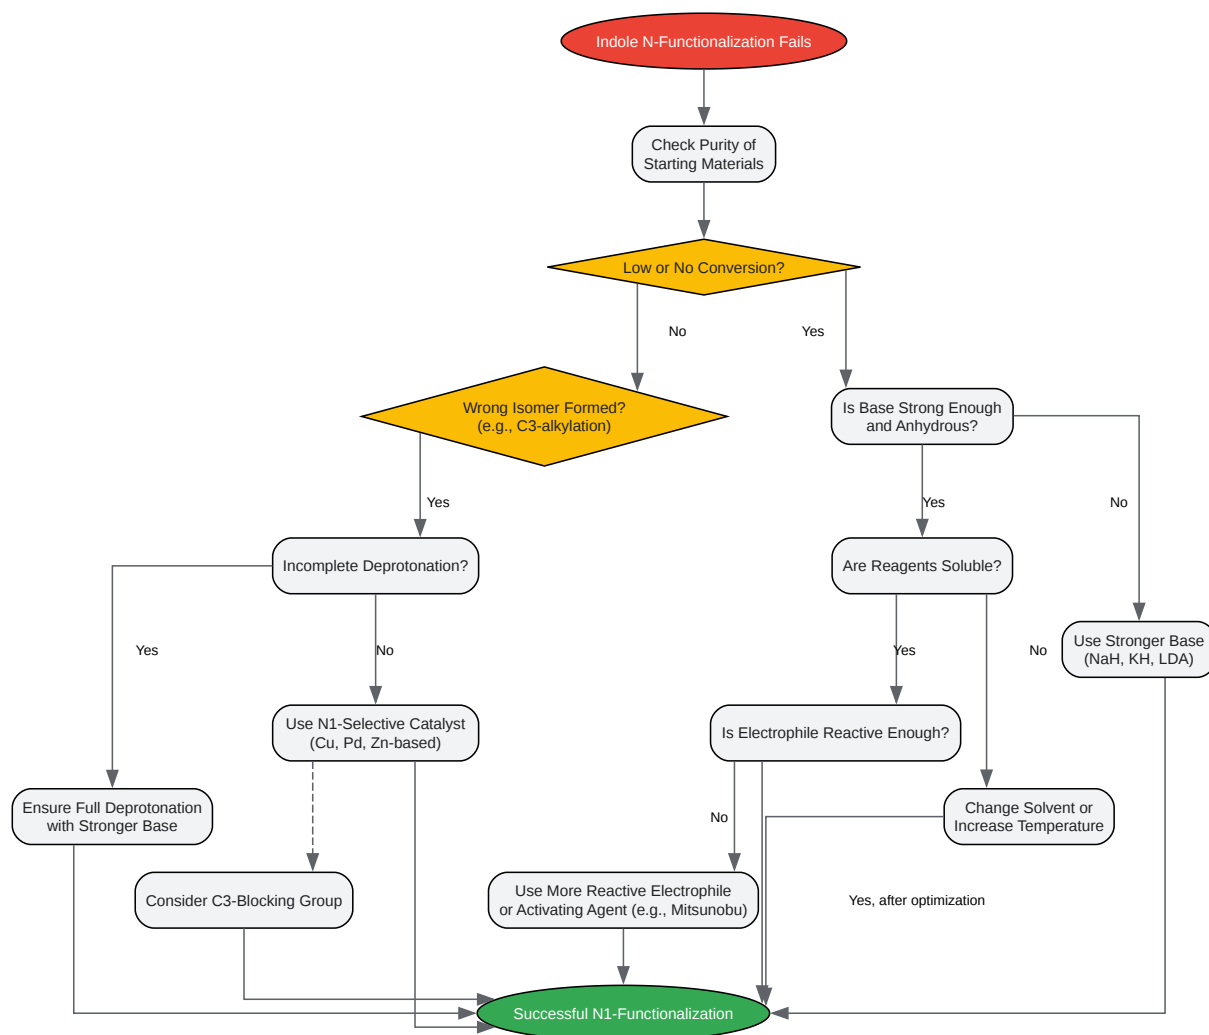 Indole N-Functionalization Fails
Check Purity of
Starting Materials
Low or No Conversion?
No
Yes
Wrong Isomer Formed?
(e.g., C3-alkylation)
Is Base Strong Enough
and Anhydrous?
Yes
Yes
No
Incomplete Deprotonation?
Are Reagents Soluble?
Yes
No
Yes
No
Use Stronger Base
(NaH, KH, LDA)
Use N1-Selective Catalyst
(Cu, Pd, Zn-based)
Is Electrophile Reactive Enough?
Ensure Full Deprotonation
with Stronger Base
No
Change Solvent or
Increase Temperature
Consider C3-Blocking Group
Use More Reactive Electrophile
or Activating Agent (e.g., Mitsunobu)
Yes, after optimization
Successful N1-Functionalization